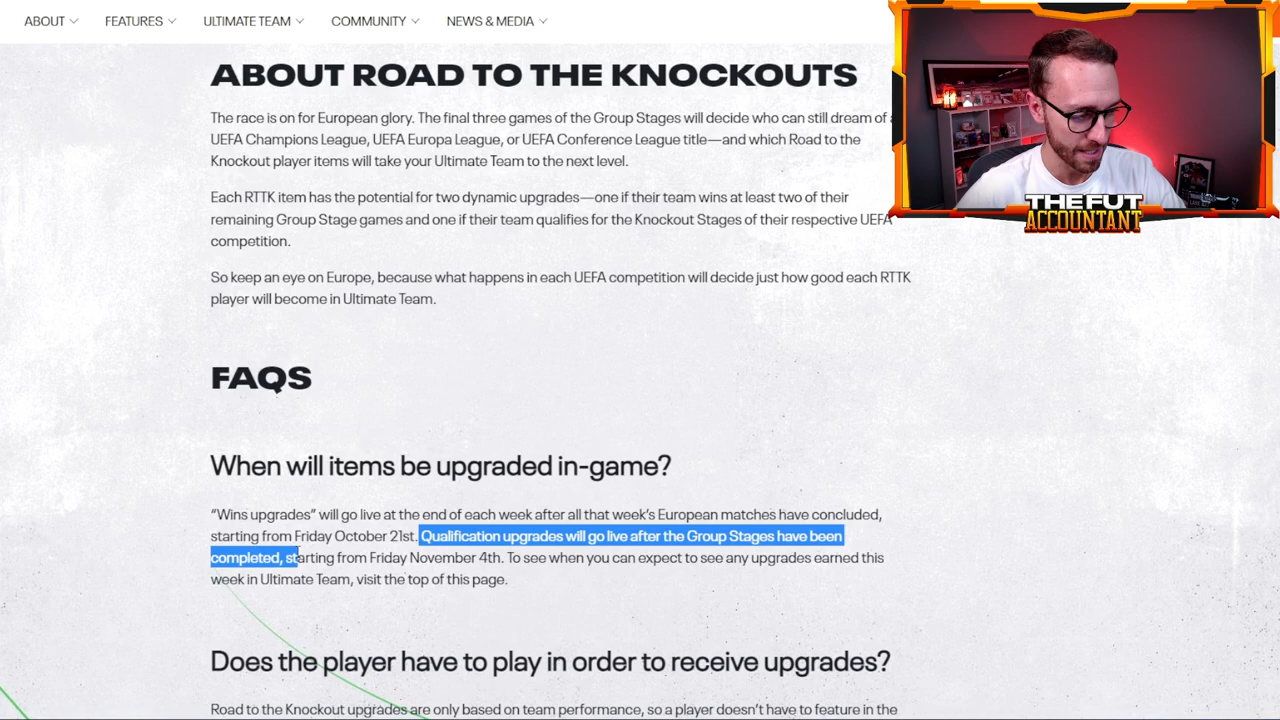 ABOUT
FEATURES
ULTIMATE TEAM
COMMUNITY
NEWS & MEDIA
ABOUT ROAD TO THE KNOCKOUTS
The race is on for European glory. The final three games of the Group Stages will decide who can still dream of a
UEFA Champions League, UEFA Europa League, or UEFA Conference League title—and which Road to the
Knockout player items will take your Ultimate Team to the next level.
Each RTTK item has the potential for two dynamic upgrades—one if their team wins at least two of their
remaining Group Stage games and one if their team qualifies for the Knockout Stages of their respective UEFA
competition.
So keep an eye on Europe, because what happens in each UEFA competition will decide just how good each RTTK
player will become in Ultimate Team.
THE FUT
ACCOUNTANT
FAQS
When will items be upgraded in-game?
“Wins upgrades” will go live at the end of each week after all that week’s European matches have concluded,
starting from Friday October 21st. Qualification upgrades will go live after the Group Stages have been
completed, starting from Friday November 4th. To see when you can expect to see any upgrades earned this
week in Ultimate Team, visit the top of this page.
Does the player have to play in order to receive upgrades?
Road to the Knockout upgrades are only based on team performance, so a player doesn’t have to feature in the